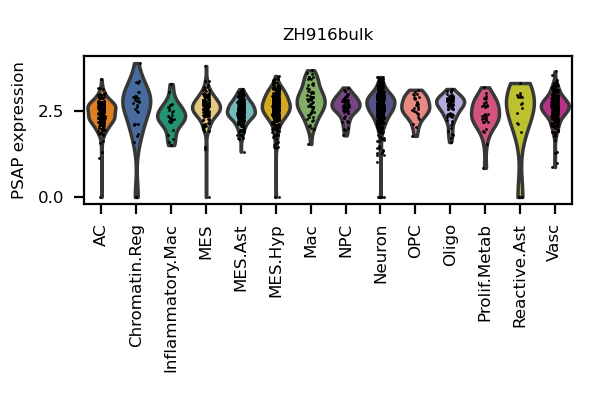 ZH916bulk
PSAP expression
2.5
0.0
AC
Chromatin.Reg
Inflammatory.Mac
MES
MES.Ast
MES.Hyp
Mac
NPC
Neuron
OPC
Oligo
Prolif.Metab
Reactive.Ast
Vasc